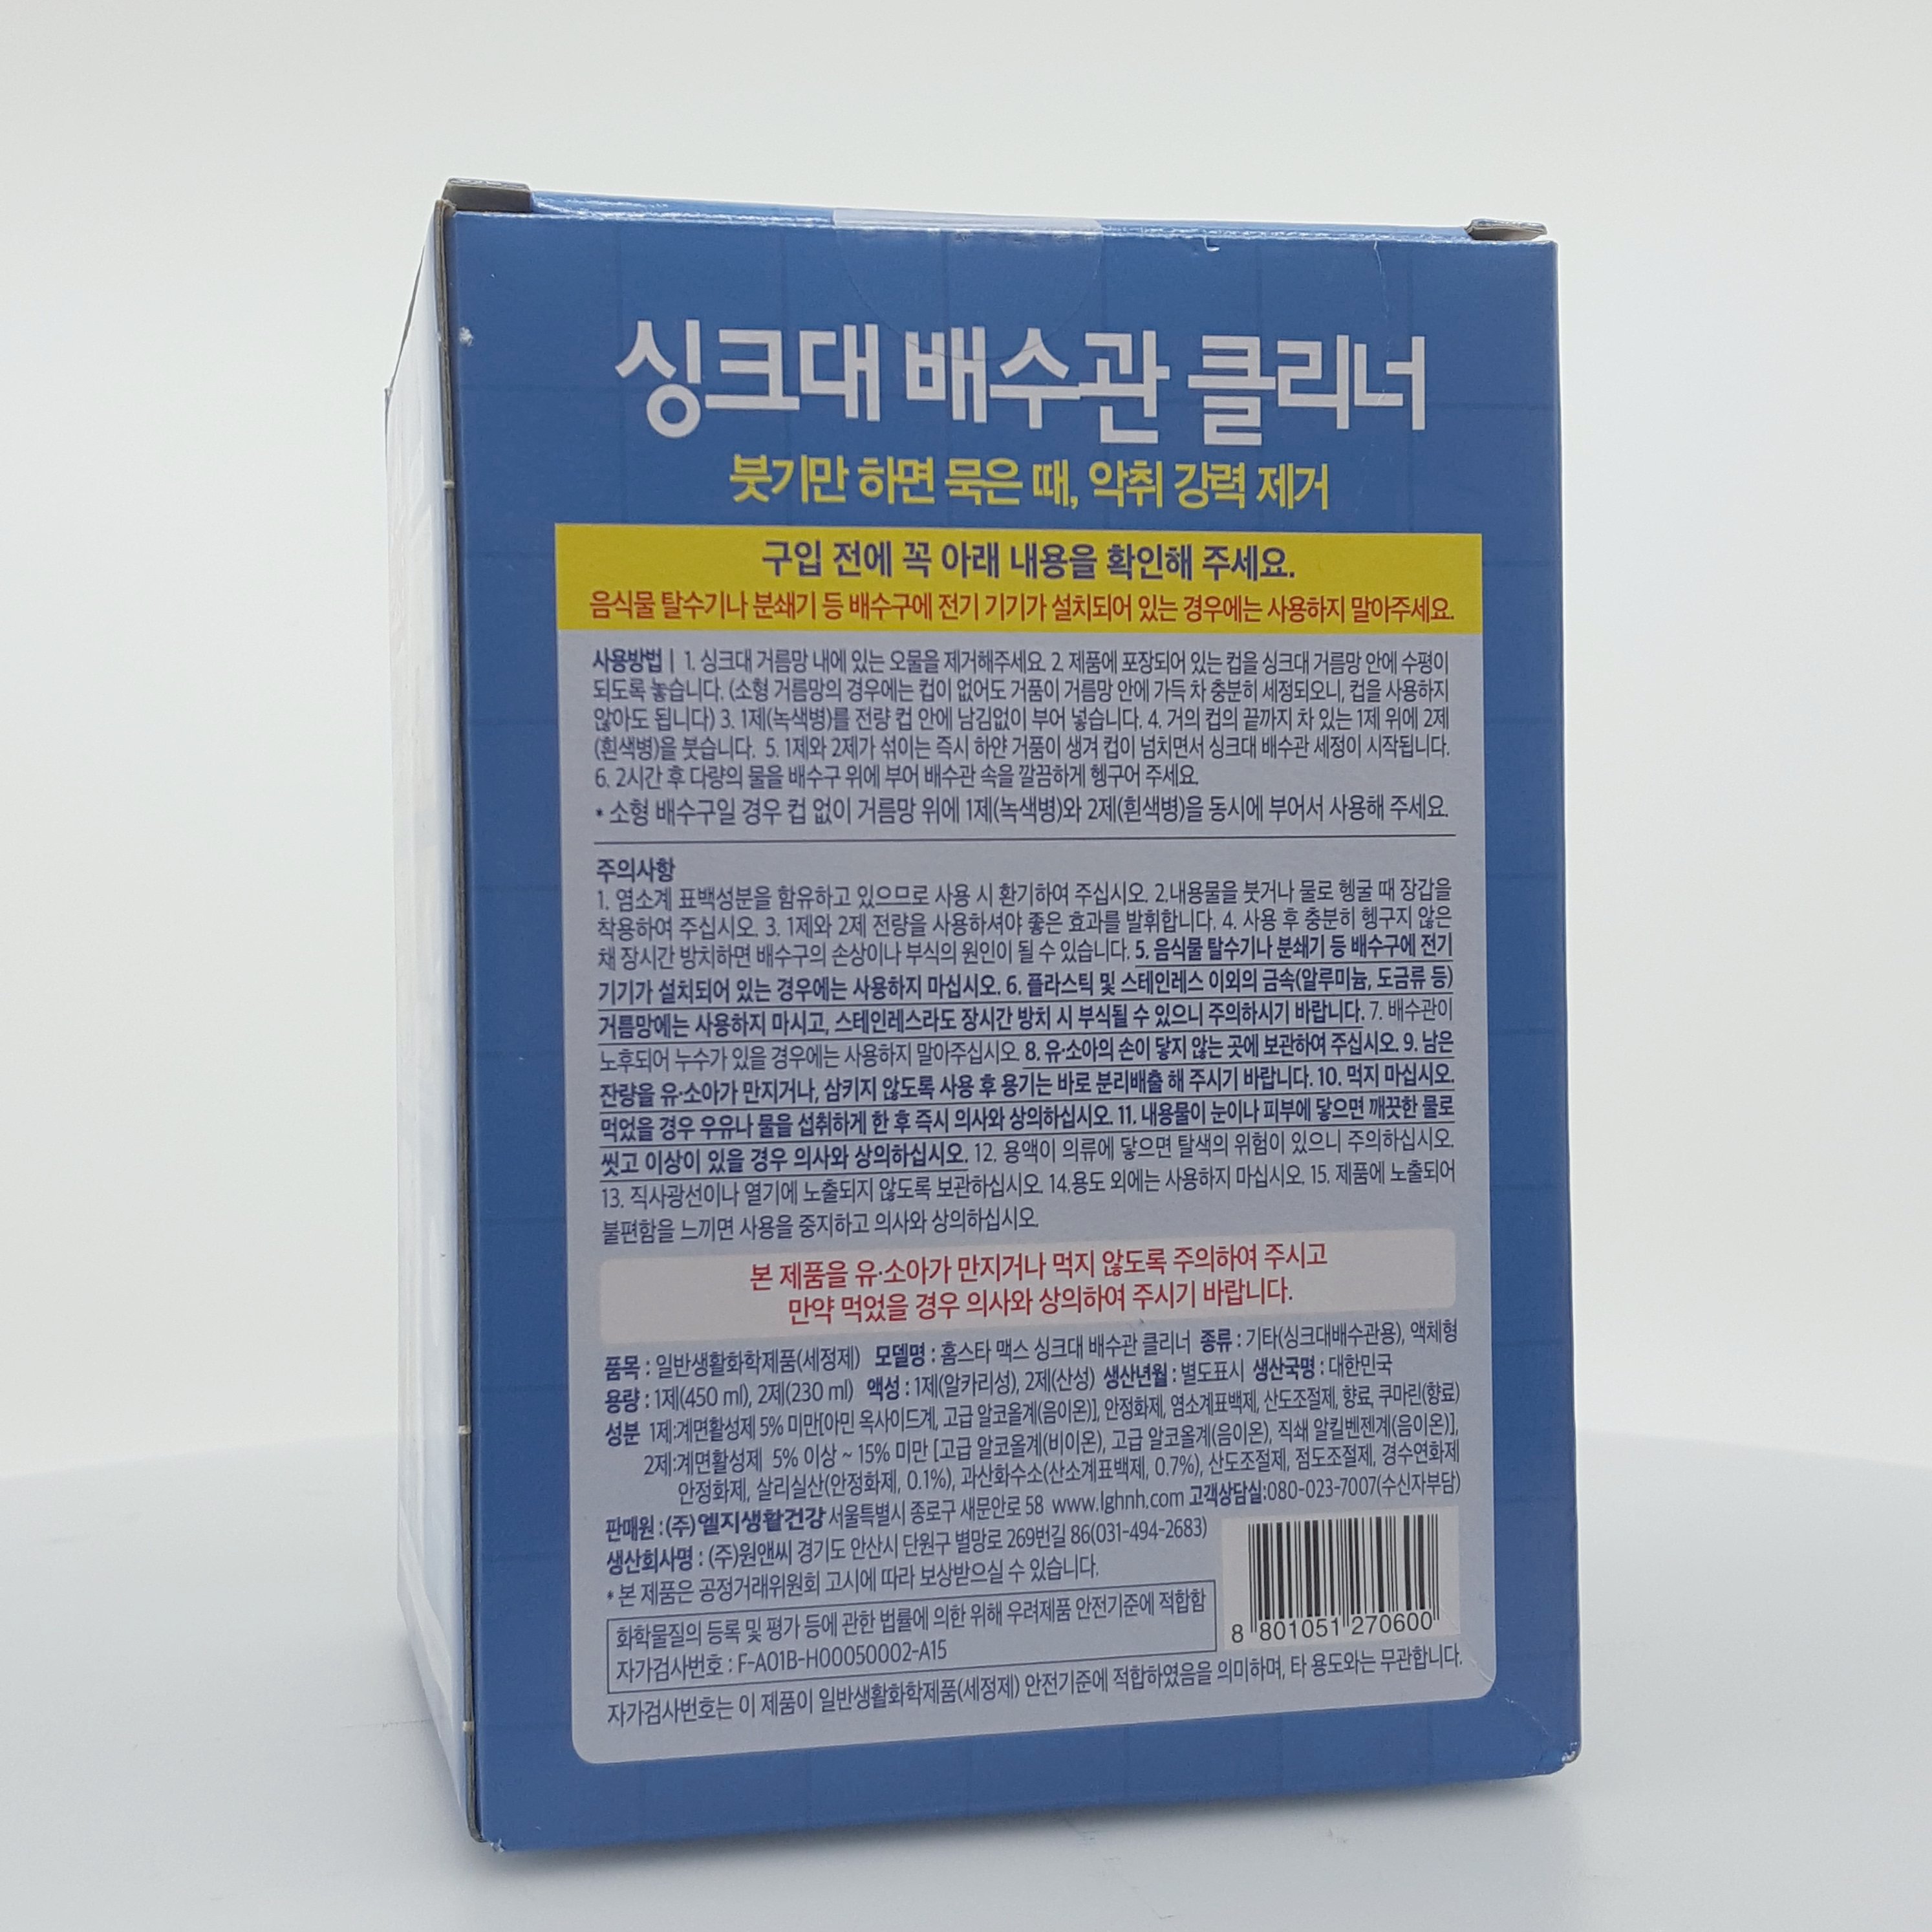 싱크대 배수관 클리너
붓기만 하면 묵은 때, 악취 강력 제거
구입 전에 꼭 아래 내용을 확인해 주세요.
음식물 탈수기나 분쇄기 등 배수구에 전기 기기가 설치되어 있는 경우에는 사용하지 말아주세요.
사용방법 | 1. 싱크대 거름망 내에 있는 오물을 제거해주세요. 2. 제품에 포장되어 있는 컵을 싱크대 거름망 안에 수평이
되도록 놓습니다. (소형 거름망의 경우에는 컵이 없어도 거품이 거름망 안에 가득 차 충분히 세정되오니, 컵을 사용하지
않아도 됩니다) 3. 1제(녹색병)를 전량 컵 안에 남김없이 부어 넣습니다. 4. 거의 컵의 끝까지 차 있는 1제 위에 2제
(흰색병)을 붓습니다. 5. 1제와 2제가 섞이는 즉시 하얀 거품이 생겨 컵이 넘치면서 싱크대 배수관 세정이 시작됩니다.
6. 2시간 후 다량의 물을 배수구 위에 부어 배수관 속을 깔끔하게 헹구어 주세요.
* 소형 배수구일 경우 컵 없이 거름망 위에 1제(녹색병)와 2제(흰색병)을 동시에 부어서 사용해 주세요.
주의사항
1. 염소계 표백성분을 함유하고 있으므로 사용 시 환기하여 주십시오. 2.내용물을 붓거나 물로 헹굴 때 장갑을
착용하여 주십시오. 3. 1제와 2제 전량을 사용하셔야 좋은 효과를 발휘합니다. 4. 사용 후 충분히 헹구지 않은
채 장시간 방치하면 배수구의 손상이나 부식의 원인이 될 수 있습니다. 5. 음식물 탈수기나 분쇄기 등 배수구에 전기
기기가 설치되어 있는 경우에는 사용하지 마십시오. 6. 플라스틱 및 스테인레스 이외의 금속(알루미늄, 도금류 등)
거름망에는 사용하지 마시고, 스테인레스라도 장시간 방치 시 부식될 수 있으니 주의하시기 바랍니다. 7. 배수관이
노후되어 누수가 있을 경우에는 사용하지 말아주십시오. 8. 유·소아의 손이 닿지 않는 곳에 보관하여 주십시오. 9. 남은
잔량을 유·소아가 만지거나, 삼키지 않도록 사용 후 용기는 바로 분리배출 해 주시기 바랍니다. 10. 먹지 마십시오.
먹었을 경우 우유나 물을 섭취하게 한 후 즉시 의사와 상의하십시오. 11. 내용물이 눈이나 피부에 닿으면 깨끗한 물로
씻고 이상이 있을 경우 의사와 상의하십시오. 12. 용액이 의류에 닿으면 탈색의 위험이 있으니 주의하십시오.
13. 직사광선이나 열기에 노출되지 않도록 보관하십시오. 14.용도 외에는 사용하지 마십시오. 15. 제품에 노출되어
불편함을 느끼면 사용을 중지하고 의사와 상의하십시오.
본 제품을 유·소아가 만지거나 먹지 않도록 주의하여 주시고
만약 먹었을 경우 의사와 상의하여 주시기 바랍니다.
품목 : 일반생활화학제품(세정제) 모델명 : 홈스타 맥스 싱크대 배수관 클리너 종류 : 기타(싱크대배수관용), 액체형
용량 : 1제(450 ml), 2제(230 ml) 액성 : 1제(알카리성), 2제(산성) 생산년월 : 별도표시 생산국명 : 대한민국
성분 1제:계면활성제 5% 미만[아민 옥사이드계, 고급 알코올계(음이온)], 안정화제, 염소계표백제, 산도조절제, 향료, 쿠마린(향료)
2제:계면활성제 5% 이상 ~ 15% 미만 [고급 알코올계(비이온), 고급 알코올계(음이온), 직쇄 알킬벤젠계(음이온)],
안정화제, 살리실산(안정화제, 0.1%), 과산화수소(산소계표백제, 0.7%), 산도조절제, 점도조절제, 경수연화제
판매원 : (주)엘지생활건강 서울특별시 종로구 새문안로 58 www.lghnh.com 고객상담실:080-023-7007(수신자부담)
생산회사명 : (주)원앤씨 경기도 안산시 단원구 별망로 269번길 86(031-494-2683)
* 본 제품은 공정거래위원회 고시에 따라 보상받으실 수 있습니다.
화학물질의 등록 및 평가 등에 관한 법률에 의한 위해 우려제품 안전기준에 적합함
자가검사번호 : F-A01B-H00050002-A15
8 801051 270600
자가검사번호는 이 제품이 일반생활화학제품(세정제) 안전기준에 적합하였음을 의미하며, 타 용도와는 무관합니다.